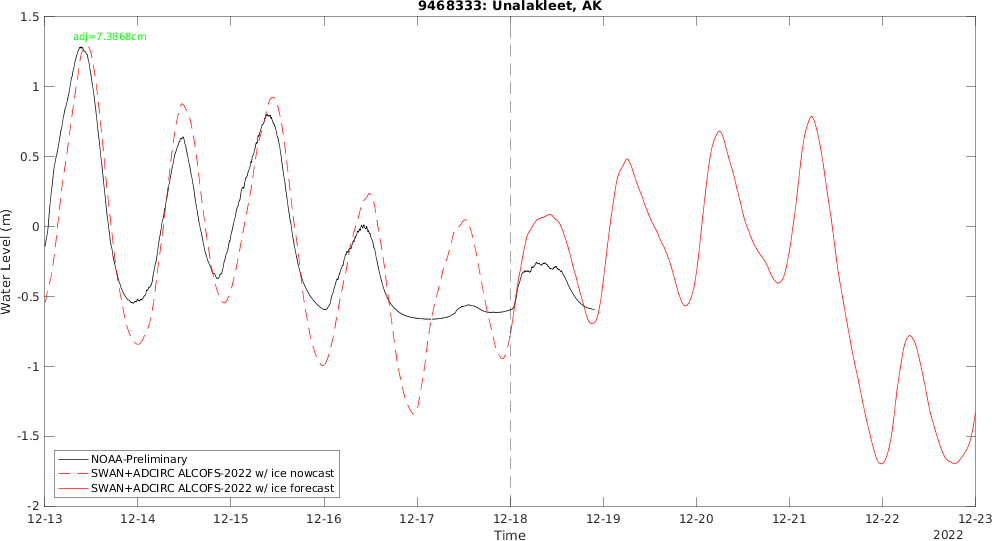 9468333: Unalakleet, AK
adj=7.3868cm
1.5
1
0.5
0
-0.5
-1
-1.5
-2
Water Level (m)
NOAA-Preliminary
SWAN+ADCIRC ALCOFS-2022 w/ ice nowcast
SWAN+ADCIRC ALCOFS-2022 w/ ice forecast
12-13 12-14 12-15 12-16 12-17 12-18 12-19 12-20 12-21 12-22 12-23
Time
2022